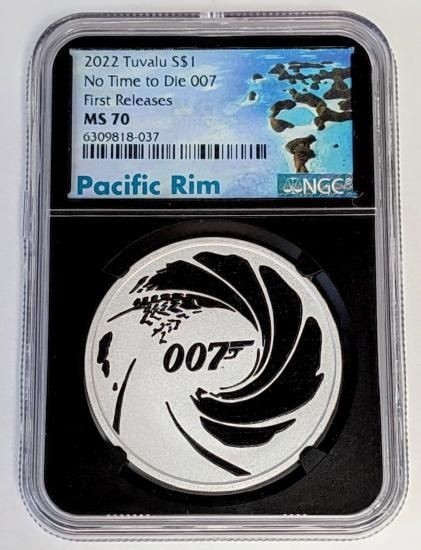 2022 Tuvalu S$1
No Time to Die 007
First Releases
MS 70
6309818-037
Pacific Rim
NGC
007